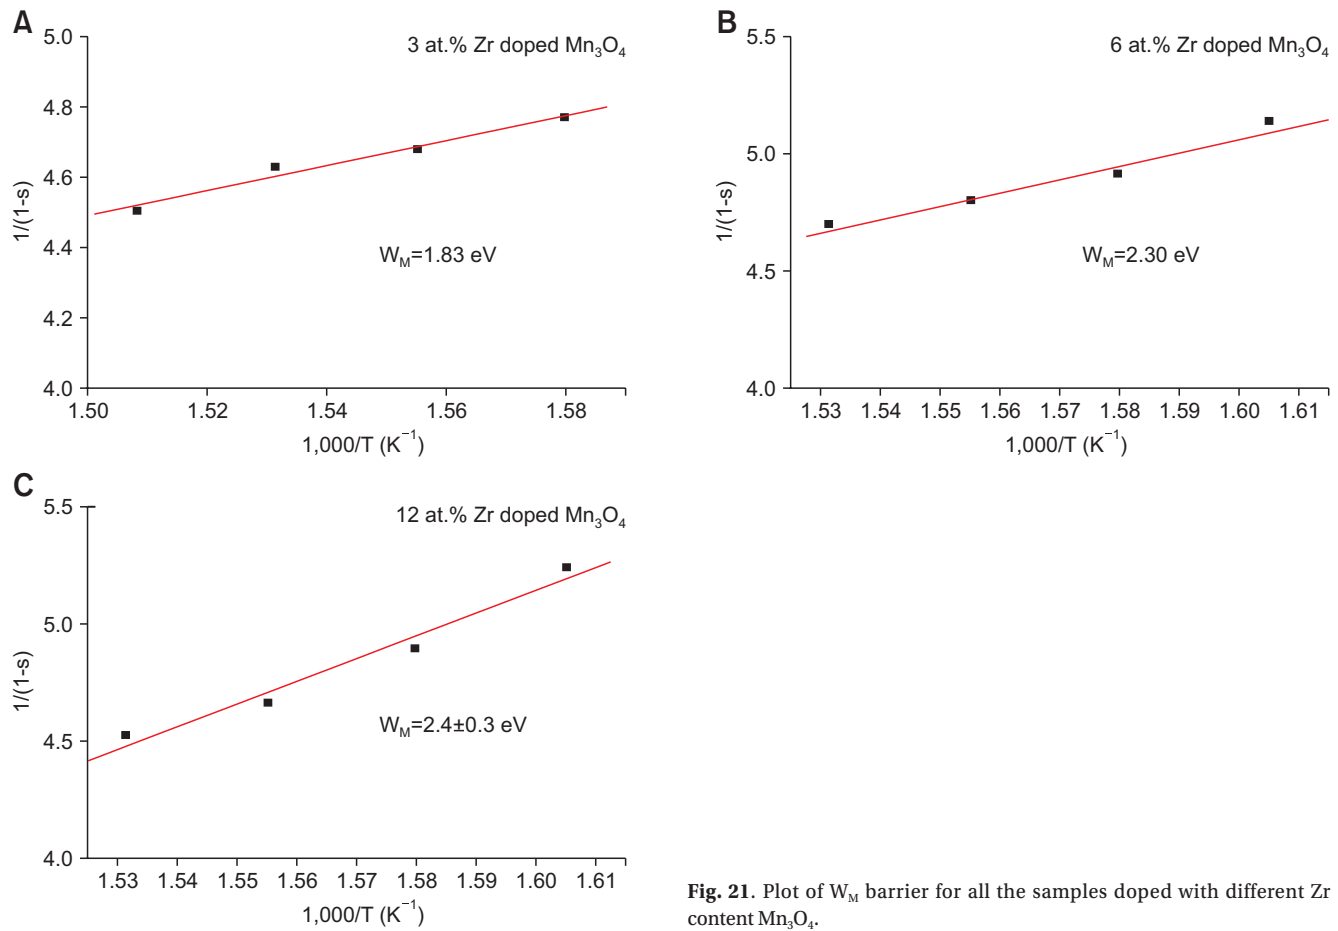 A
3 at.% Zr doped Mn₃O₄
5.0
4.8
4.6
4.4
4.2
4.0
1/(1-s)
W_M=1.83 eV
1.50 1.52 1.54 1.56 1.58
1,000/T (K⁻¹)
B
6 at.% Zr doped Mn₃O₄
5.5
5.0
4.5
4.0
1/(1-s)
W_M=2.30 eV
1.53 1.54 1.55 1.56 1.57 1.58 1.59 1.60 1.61
1,000/T (K⁻¹)
C
12 at.% Zr doped Mn₃O₄
5.5
5.0
4.5
4.0
1/(1-s)
W_M=2.4±0.3 eV
1.53 1.54 1.55 1.56 1.57 1.58 1.59 1.60 1.61
1,000/T (K⁻¹)
Fig. 21. Plot of W_M barrier for all the samples doped with different Zr
content Mn₃O₄.